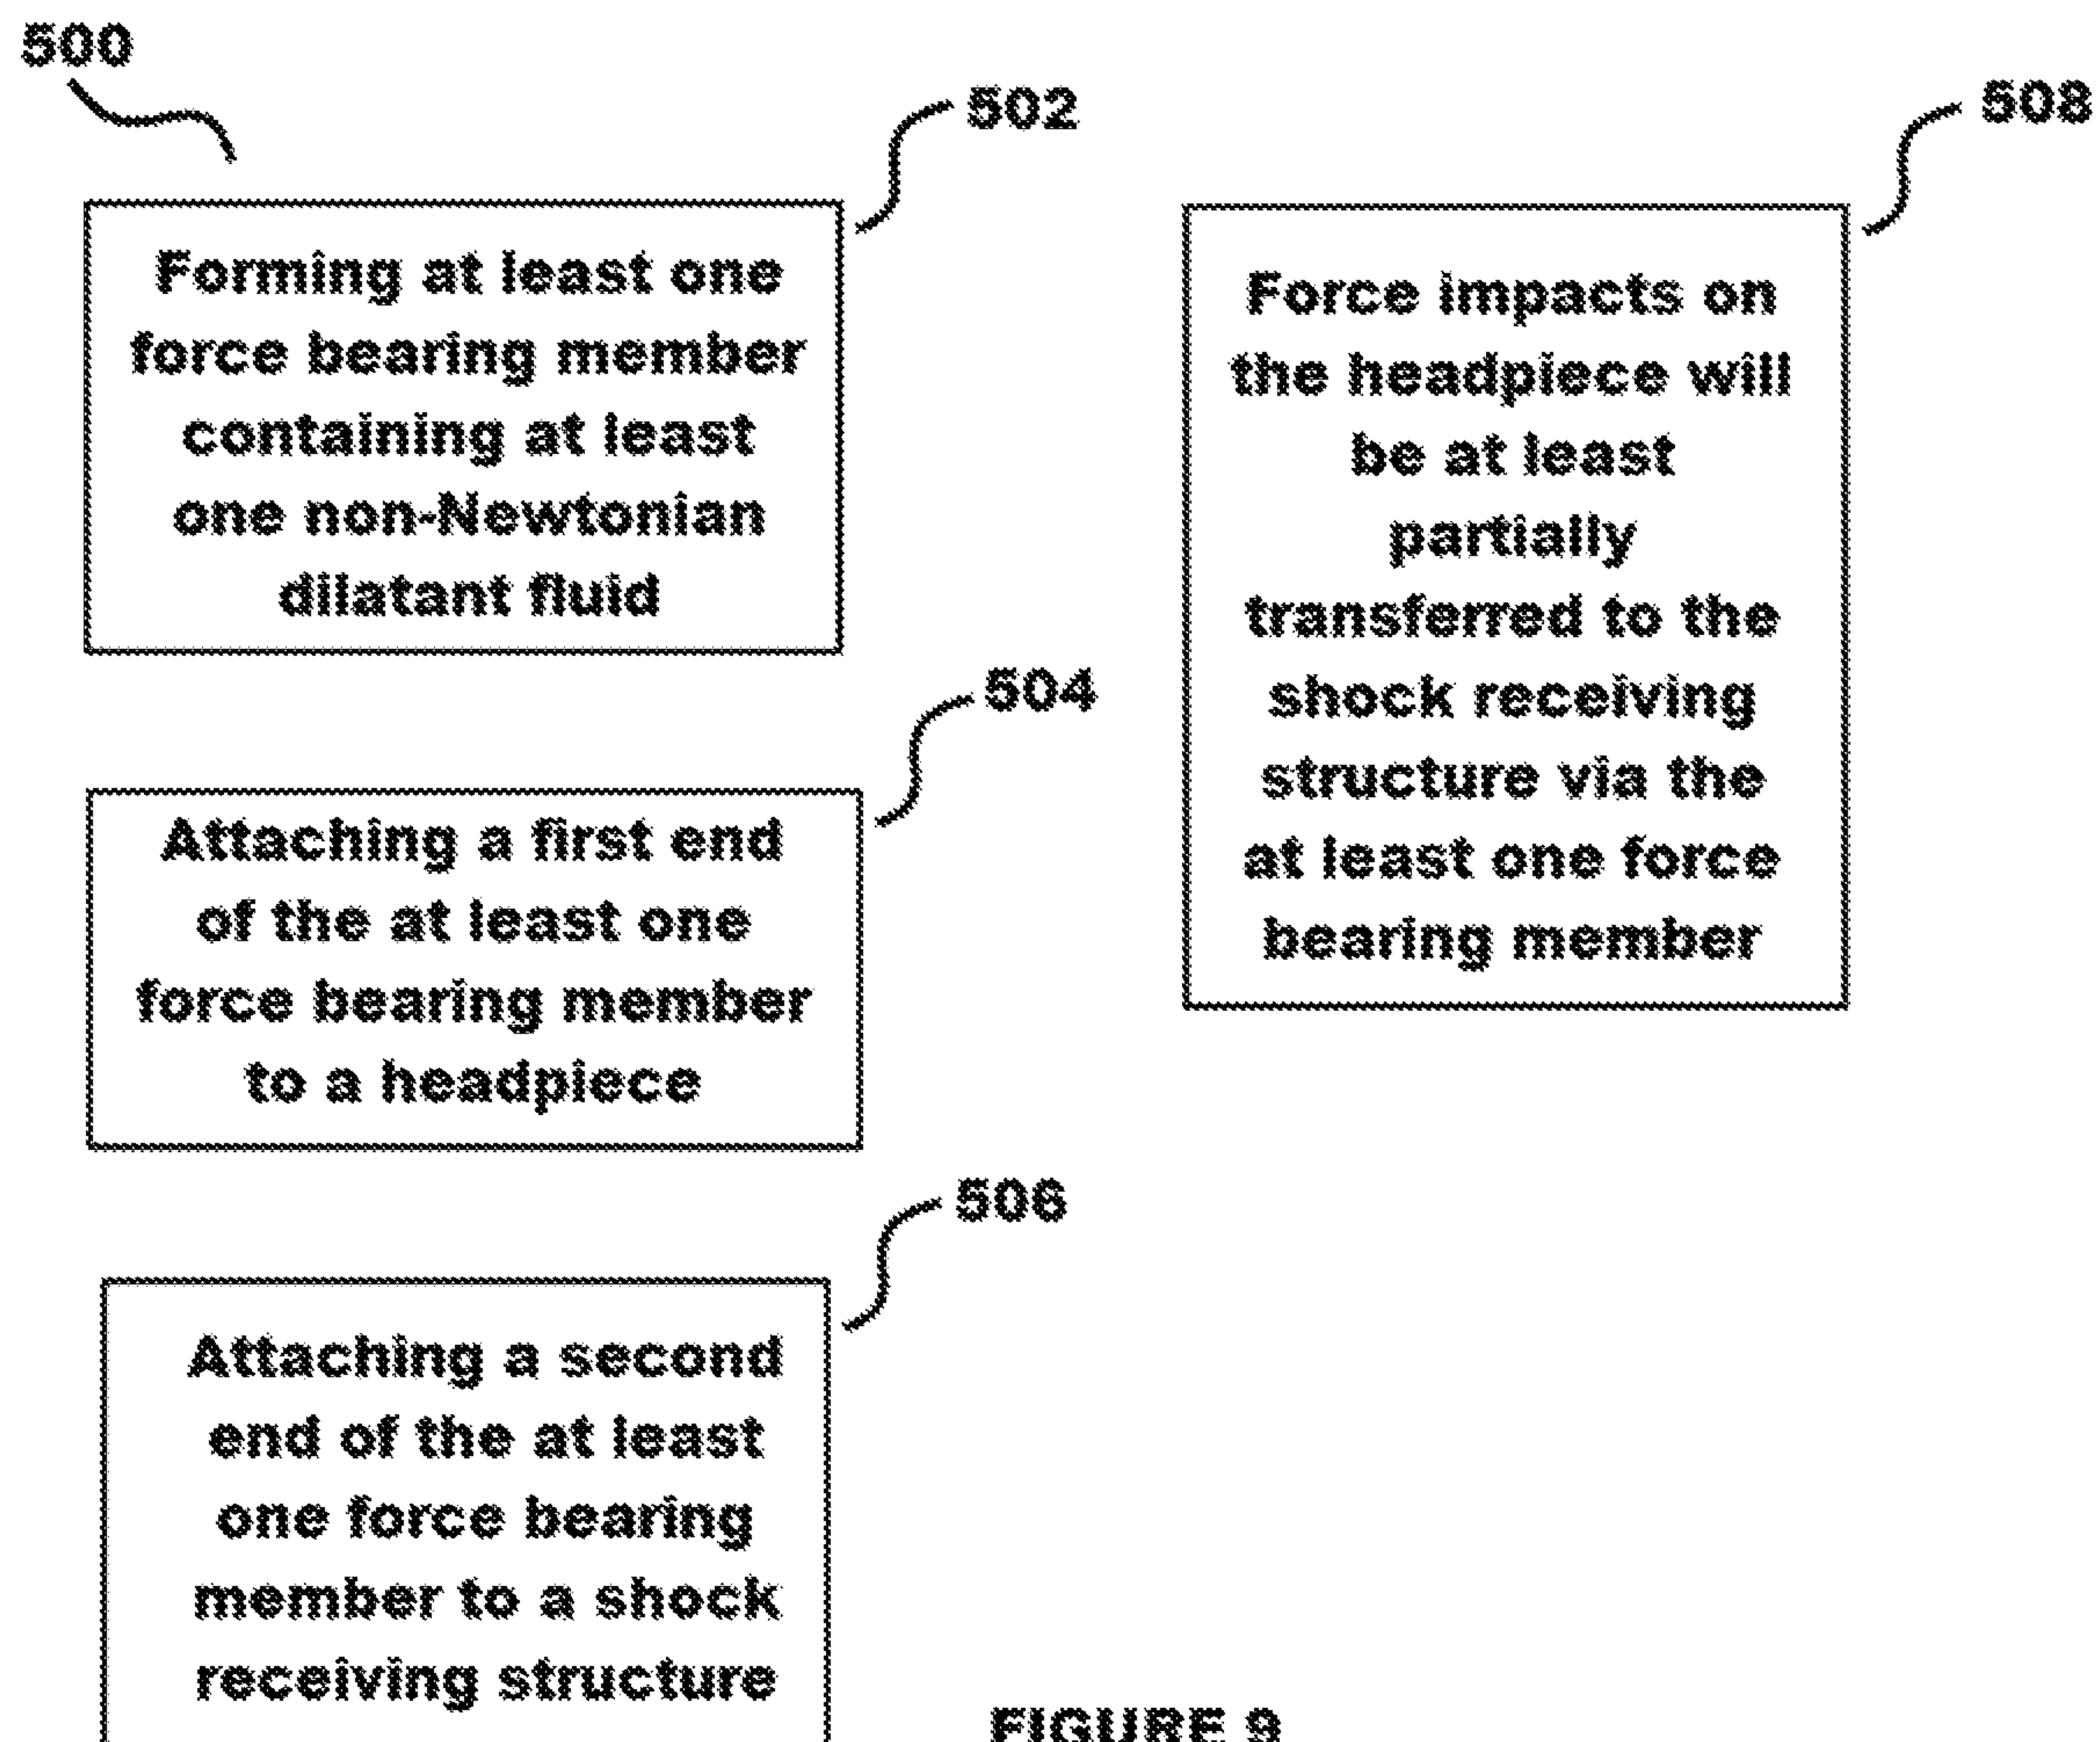 500
502
Forming at least one
force bearing member
containing at least
one non-Newtonian
dilatant fluid
504
Attaching a first end
of the at least one
force bearing member
to a headpiece
506
Attaching a second
end of the at least
one force bearing
member to a shock
receiving structure
508
Force impacts on
the headpiece will
be at least
partially
transferred to the
shock receiving
structure via the
at least one force
bearing member
FIGURE 9